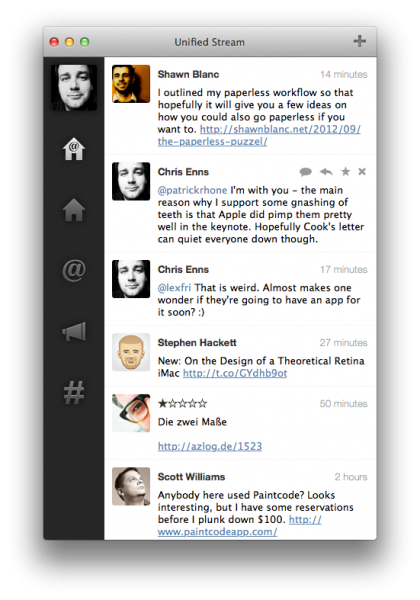 Unified Stream
Shawn Blanc 14 minutes
I outlined my paperless workflow so that
hopefully it will give you a few ideas on
how you could also go paperless if you
want to. http://shawnblanc.net/2012/09/
the-paperless-puzzel/
Chris Enns
@patrickrhone I'm with you – the main
reason why I support some gnashing of
teeth is that Apple did pimp them pretty
well in the keynote. Hopefully Cook's letter
can quiet everyone down though.
Chris Enns 17 minutes
@lexfri That is weird. Almost makes one
wonder if they're going to have an app for
it soon? :)
Stephen Hackett 27 minutes
New: On the Design of a Theoretical Retina
iMac http://t.co/GYdhb9ot
★☆☆☆☆ 50 minutes
Die zwei Maße
http://azlog.de/1523
Scott Williams 2 hours
Anybody here used Paintcode? Looks
interesting, but I have some reservations
before I plunk down $100. http://
www.paintcodeapp.com/
@
#